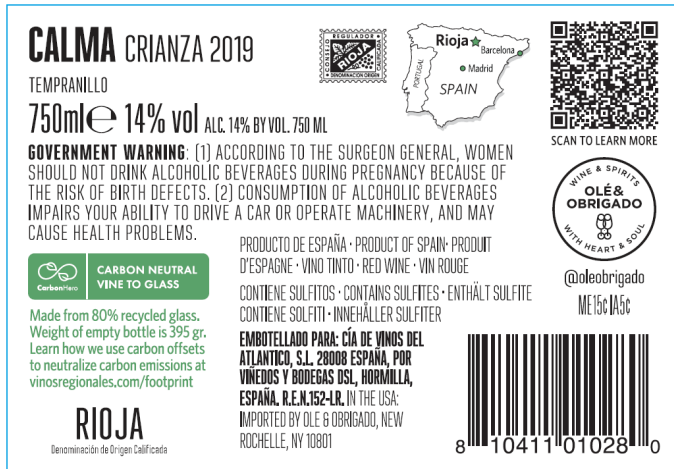 CALMA CRIANZA 2019
TEMPRANILLO
750ml℮ 14% vol ALC. 14% BY VOL. 750 ML
CONSEJO REGULADOR
RIOJA
DENOMINACION ORIGEN
CALIFICADA
Rioja
Barcelona
Madrid
PORTUGAL
SPAIN
SCAN TO LEARN MORE
GOVERNMENT WARNING: (1) ACCORDING TO THE SURGEON GENERAL, WOMEN
SHOULD NOT DRINK ALCOHOLIC BEVERAGES DURING PREGNANCY BECAUSE OF
THE RISK OF BIRTH DEFECTS. (2) CONSUMPTION OF ALCOHOLIC BEVERAGES
IMPAIRS YOUR ABILITY TO DRIVE A CAR OR OPERATE MACHINERY, AND MAY
CAUSE HEALTH PROBLEMS.
WINE & SPIRITS
OLÉ&
OBRIGADO
WITH HEART & SOUL
@oleobrigado
ME15¢IA5¢
CarbonHero
CARBON NEUTRAL
VINE TO GLASS
Made from 80% recycled glass.
Weight of empty bottle is 395 gr.
Learn how we use carbon offsets
to neutralize carbon emissions at
vinosregionales.com/footprint
RIOJA
Denominación de Origen Calificada
PRODUCTO DE ESPAÑA · PRODUCT OF SPAIN· PRODUIT
D'ESPAGNE · VINO TINTO · RED WINE · VIN ROUGE
CONTIENE SULFITOS · CONTAINS SULFITES · ENTHÄLT SULFITE
CONTIENE SOLFITI · INNEHÅLLER SULFITER
EMBOTELLADO PARA: CÍA DE VINOS DEL
ATLANTICO, S.L. 28008 ESPAÑA, POR
VIÑEDOS Y BODEGAS DSL, HORMILLA,
ESPAÑA. R.E.N.152-LR. IN THE USA:
IMPORTED BY OLE & OBRIGADO, NEW
ROCHELLE, NY 10801
8 10411 01028 0